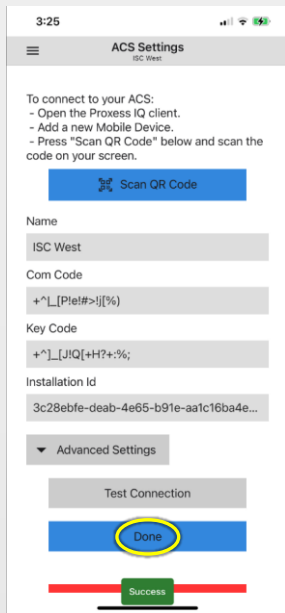 3:25
ACS Settings
ISC West
To connect to your ACS:
- Open the Proxess IQ client.
- Add a new Mobile Device.
- Press "Scan QR Code" below and scan the
code on your screen.
Scan QR Code
Name
ISC West
Com Code
+^|_[P!e!#>!j[%)
Key Code
+^]_[J!Q[+H?+:%;
Installation Id
3c28ebfe-deab-4e65-b91e-aa1c16ba4e...
Advanced Settings
Test Connection
Done
Success